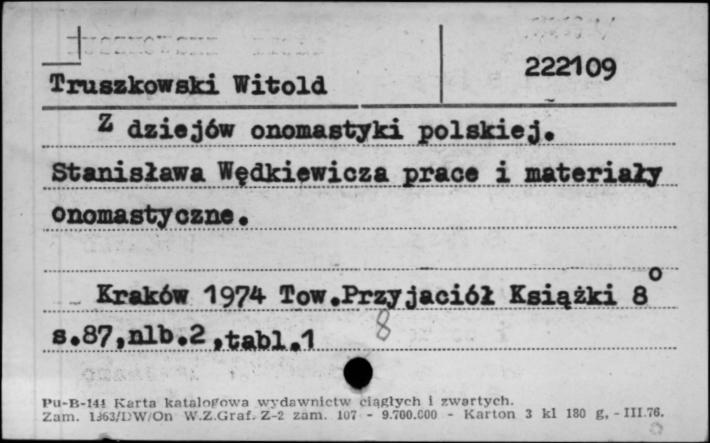 222109
Truszkowski Witold
Z dziejów onomastyki polskiej.
Stanisława Wędkiewicza prace i materiały
onomastyczne.
Kraków 1974 Tow.Przyjaciół Książki 8°
s.87,nlb.2,tabl.1 8
Pu-B-141 Karta katalogowa wydawnictw ciągłych i zwartych.
Zam. 1363/DW/On W.Z.Graf. Z-2 zam. 107 - 9.700.000 - Karton 3 kl 180 g, - III.76.